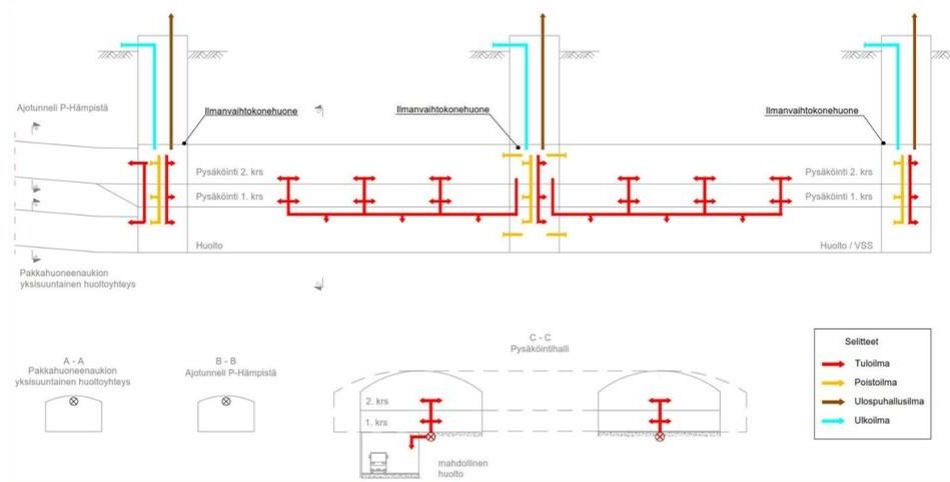 Ajotunneli P-Hämpistä
Ilmanvaihtokonehuone
Ilmanvaihtokonehuone
Ilmanvaihtokonehuone
Pysäköinti 2. krs
Pysäköinti 2. krs
Pysäköinti 1. krs
Pysäköinti 1. krs
Huolto
Huolto / VSS
Pakkahuoneenaukion
yksisuuntainen huoltoyhteys
A - A
Pakkahuoneenaukion
yksisuuntainen huoltoyhteys
B - B
Ajotunneli P-Hämpistä
C - C
Pysäköintihalli
2. krs
1. krs
mahdollinen
huolto
Selitteet
Tuloilma
Poistoilma
Ulospuhallusilma
Ulkoilma